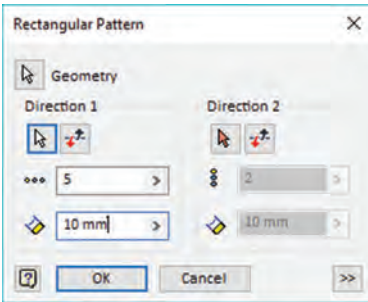 Rectangular Pattern
Geometry
Direction 1
Direction 2
5
2
10 mm
10 mm
OK
Cancel
>>